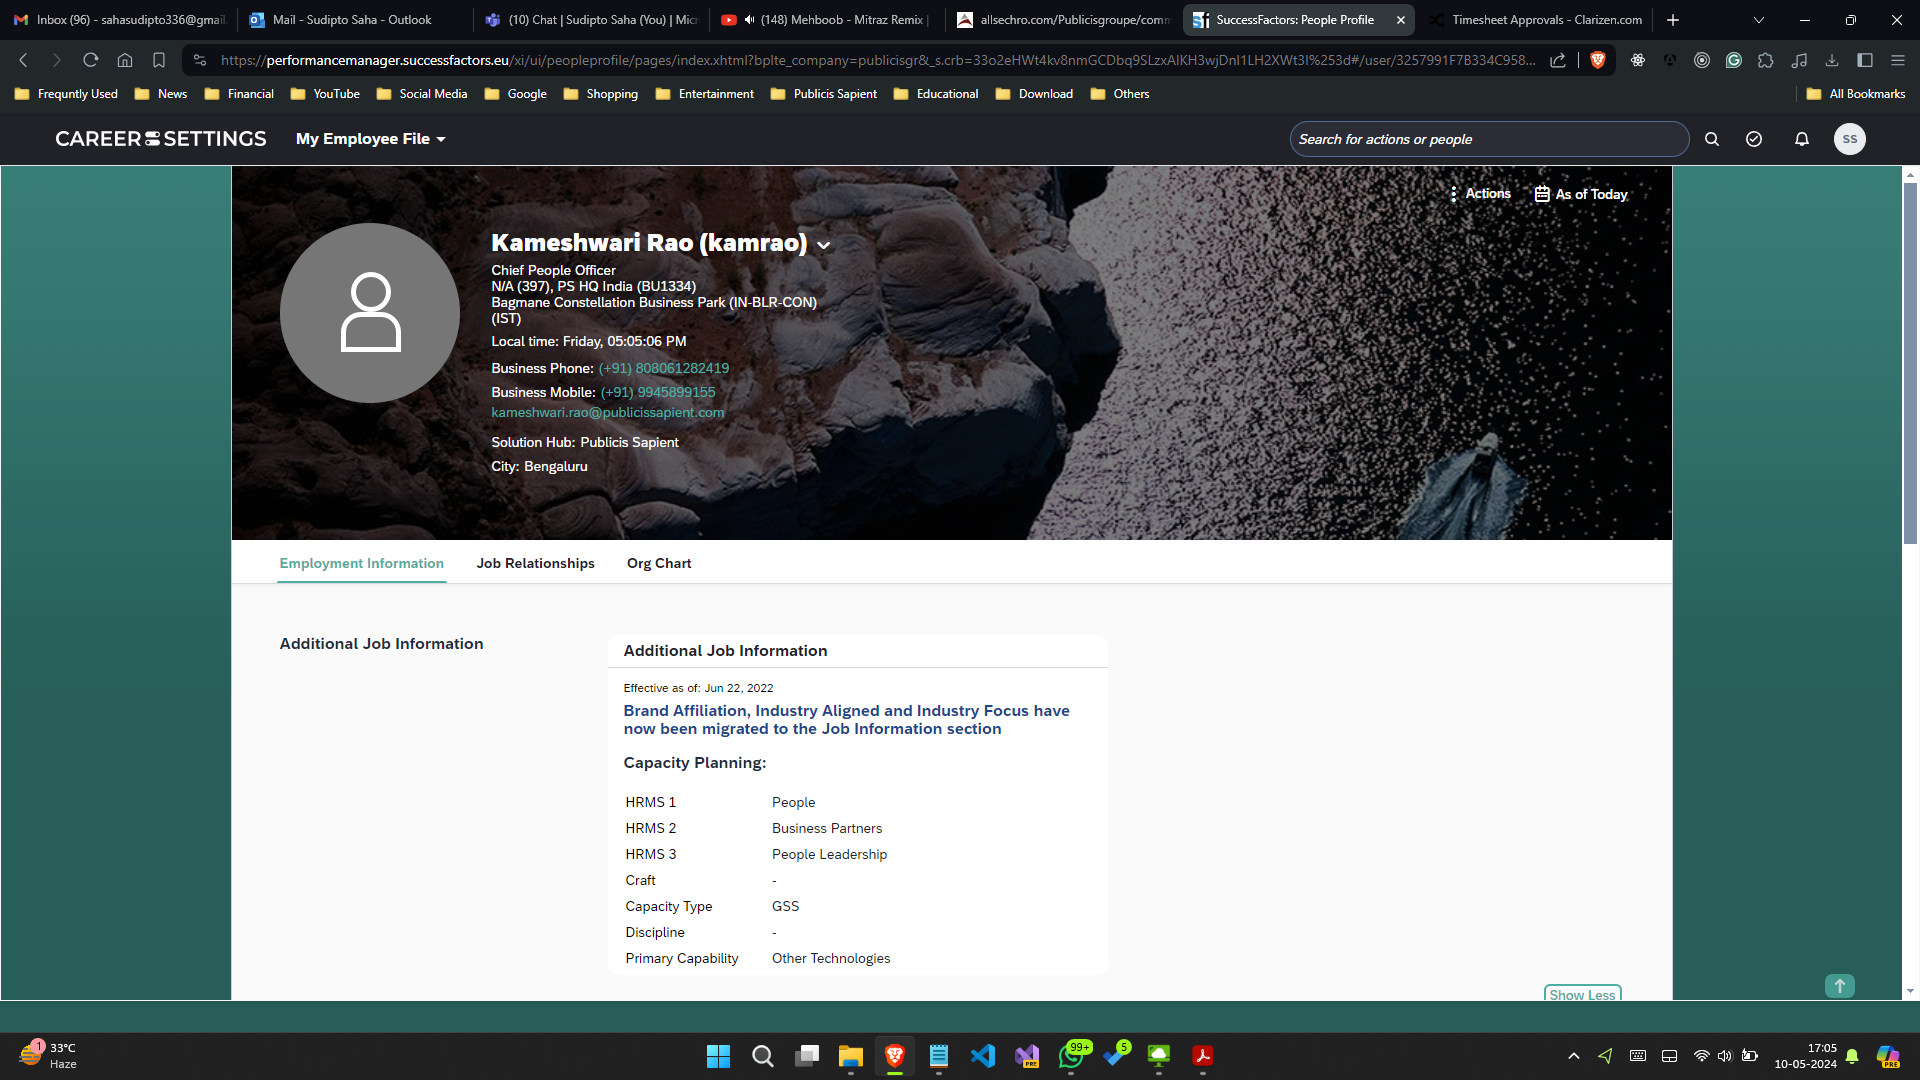 Inbox (96) - sahasudipto336@gmail.
Mail - Sudipto Saha - Outlook
(10) Chat | Sudipto Saha (You) | Micr
(148) Mehboob - Mitraz Remix |
allsechro.com/Publicisgroupe/comm
SuccessFactors: People Profile
Timesheet Approvals - Clarizen.com
https://performancemanager.successfactors.eu/xi/ui/peopleprofile/pages/index.xhtml?bplte_company=publicisgr&_s.crb=33o2eHWt4kv8nmGCDbq9SLzxAIKH3wjDnI1LH2XWt3I%253d#/user/3257991F7B334C958...
Frequntly Used
News
Financial
YouTube
Social Media
Google
Shopping
Entertainment
Publicis Sapient
Educational
Download
Others
All Bookmarks
CAREER SETTINGS
My Employee File
Search for actions or people
SS
Actions
As of Today
Kameshwari Rao (kamrao)
Chief People Officer
N/A (397), PS HQ India (BU1334)
Bagmane Constellation Business Park (IN-BLR-CON)
(IST)
Local time: Friday, 05:05:06 PM
Business Phone: (+91) 808061282419
Business Mobile: (+91) 9945899155
kameshwari.rao@publicissapient.com
Solution Hub: Publicis Sapient
City: Bengaluru
Employment Information
Job Relationships
Org Chart
Additional Job Information
Additional Job Information
Effective as of: Jun 22, 2022
Brand Affiliation, Industry Aligned and Industry Focus have
now been migrated to the Job Information section
Capacity Planning:
HRMS 1 People
HRMS 2 Business Partners
HRMS 3 People Leadership
Craft -
Capacity Type GSS
Discipline -
Primary Capability Other Technologies
Show Less
1
33°C
Haze
PRE
99+
5
17:05
10-05-2024
PRE